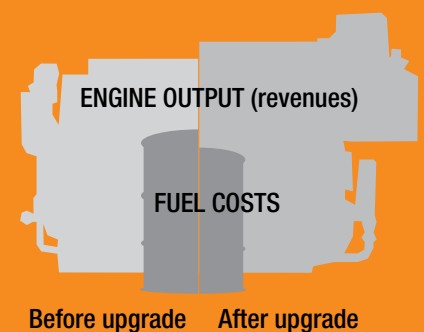 ENGINE OUTPUT (revenues)
FUEL COSTS
Before upgrade After upgrade